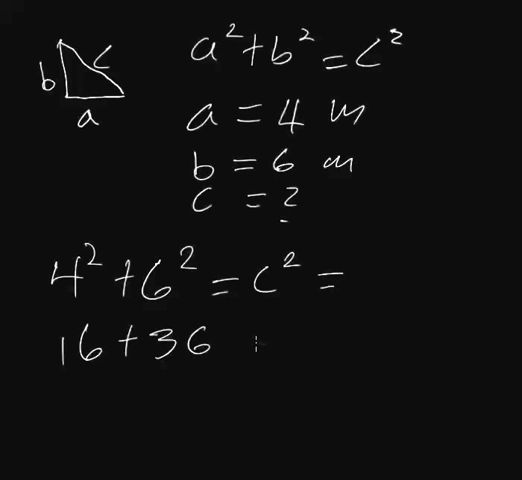 b c
a
a² + b² = c²
a = 4 m
b = 6 m
c = ?
4² + 6² = c² =
16 + 36